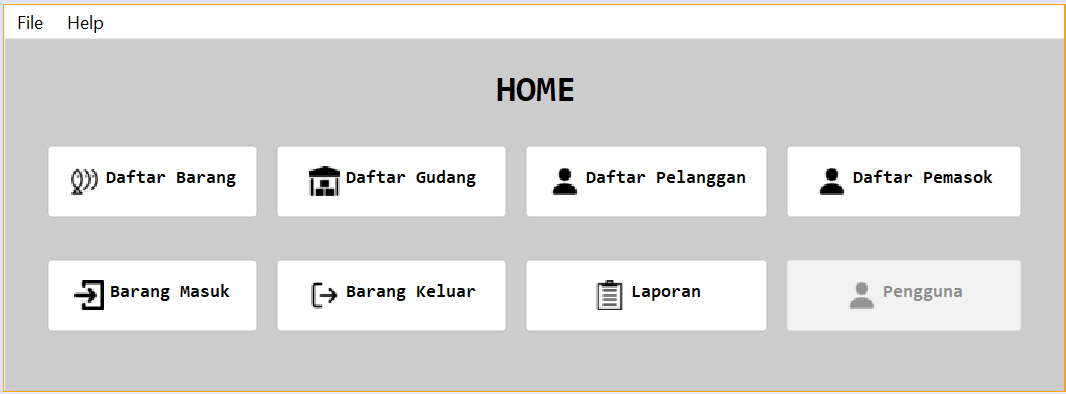 File Help
HOME
Daftar Barang
Daftar Gudang
Daftar Pelanggan
Daftar Pemasok
Barang Masuk
Barang Keluar
Laporan
Pengguna